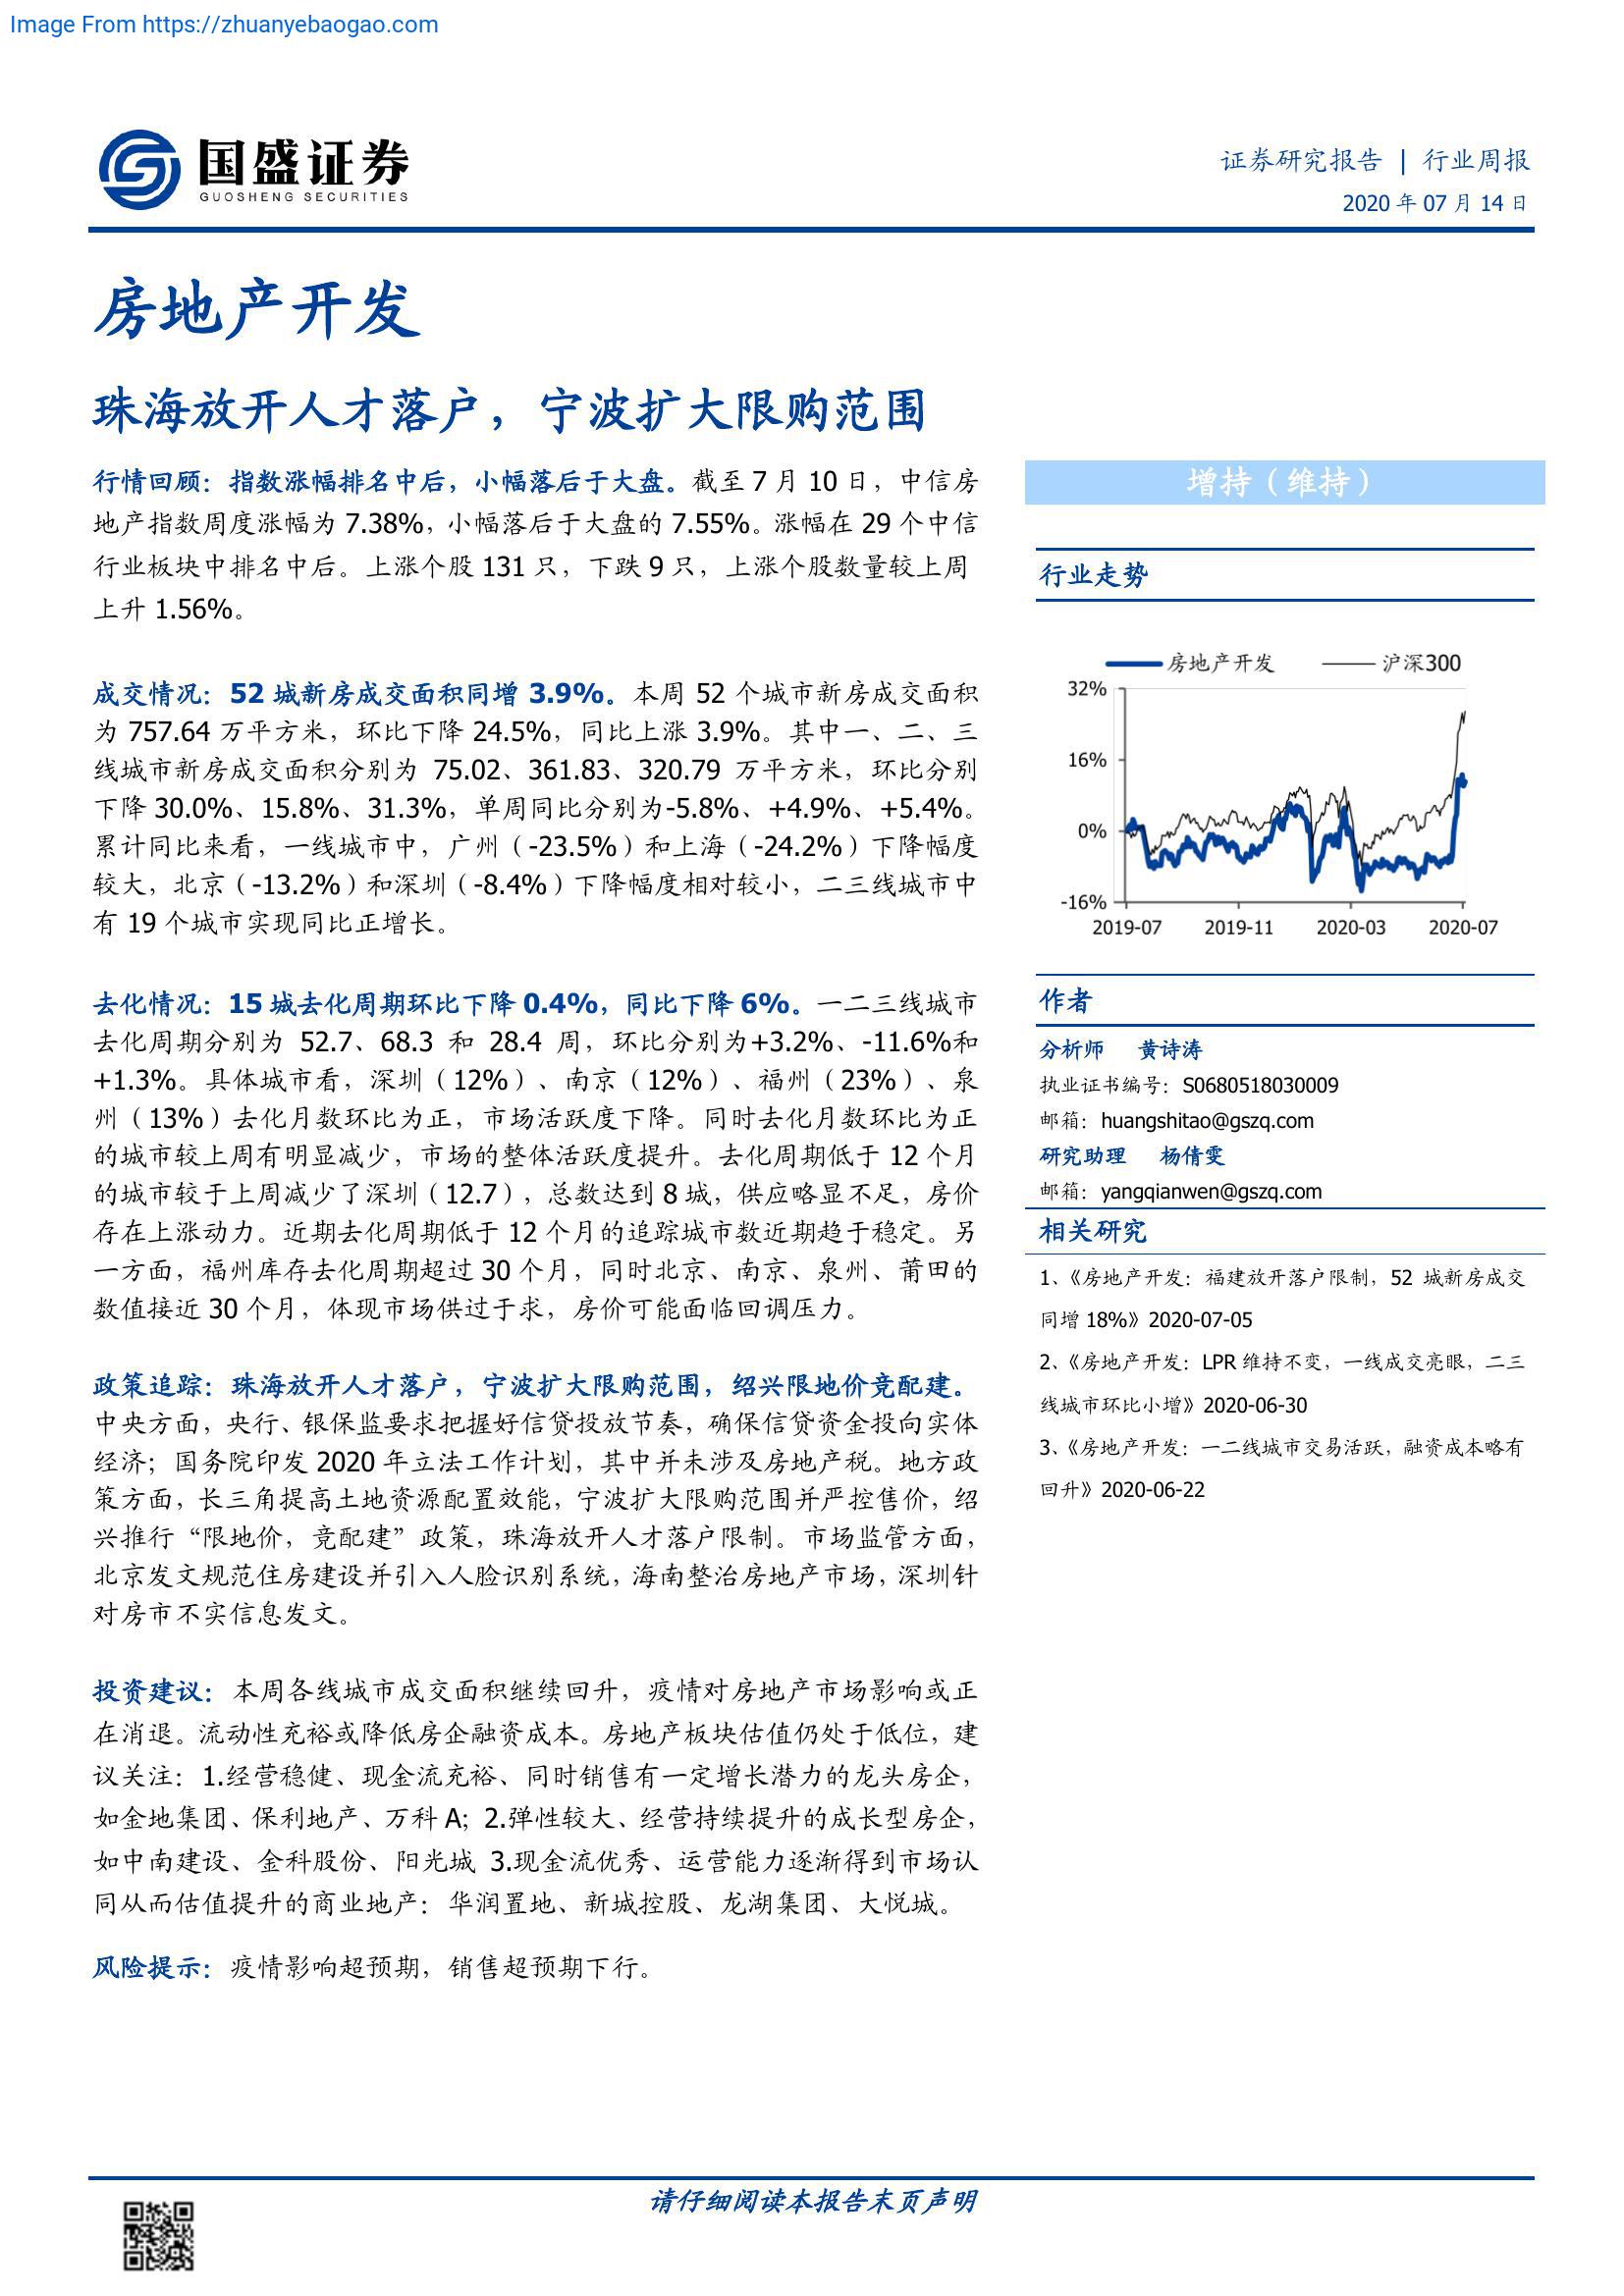 Image From https://zhuanyebaogao.com
国盛证券
GUOSHENG SECURITIES
证券研究报告 | 行业周报
2020 年 07 月 14 日
房地产开发
珠海放开人才落户，宁波扩大限购范围
行情回顾：指数涨幅排名中后，小幅落后于大盘。截至 7 月 10 日，中信房
地产指数周度涨幅为 7.38%，小幅落后于大盘的 7.55%。涨幅在 29 个中信
行业板块中排名中后。上涨个股 131 只，下跌 9 只，上涨个股数量较上周
上升 1.56%。
成交情况：52 城新房成交面积同增 3.9%。本周 52 个城市新房成交面积
为 757.64 万平方米，环比下降 24.5%，同比上涨 3.9%。其中一、二、三
线城市新房成交面积分别为 75.02、361.83、320.79 万平方米，环比分别
下降 30.0%、15.8%、31.3%，单周同比分别为-5.8%、+4.9%、+5.4%。
累计同比来看，一线城市中，广州（-23.5%）和上海（-24.2%）下降幅度
较大，北京（-13.2%）和深圳（-8.4%）下降幅度相对较小，二三线城市中
有 19 个城市实现同比正增长。
去化情况：15 城去化周期环比下降 0.4%，同比下降 6%。一二三线城市
去化周期分别为 52.7、68.3 和 28.4 周，环比分别为+3.2%、-11.6%和
+1.3%。具体城市看，深圳（12%）、南京（12%）、福州（23%）、泉
州（13%）去化月数环比为正，市场活跃度下降。同时去化月数环比为正
的城市较上周有明显减少，市场的整体活跃度提升。去化周期低于 12 个月
的城市较于上周减少了深圳（12.7），总数达到 8 城，供应略显不足，房价
存在上涨动力。近期去化周期低于 12 个月的追踪城市数近期趋于稳定。另
一方面，福州库存去化周期超过 30 个月，同时北京、南京、泉州、莆田的
数值接近 30 个月，体现市场供过于求，房价可能面临回调压力。
政策追踪：珠海放开人才落户，宁波扩大限购范围，绍兴限地价竞配建。
中央方面，央行、银保监要求把握好信贷投放节奏，确保信贷资金投向实体
经济；国务院印发 2020 年立法工作计划，其中并未涉及房地产税。地方政
策方面，长三角提高土地资源配置效能，宁波扩大限购范围并严控售价，绍
兴推行“限地价，竞配建”政策，珠海放开人才落户限制。市场监管方面，
北京发文规范住房建设并引入人脸识别系统，海南整治房地产市场，深圳针
对房市不实信息发文。
投资建议：本周各线城市成交面积继续回升，疫情对房地产市场影响或正
在消退。流动性充裕或降低房企融资成本。房地产板块估值仍处于低位，建
议关注：1.经营稳健、现金流充裕、同时销售有一定增长潜力的龙头房企，
如金地集团、保利地产、万科 A；2.弹性较大、经营持续提升的成长型房企，
如中南建设、金科股份、阳光城 3.现金流优秀、运营能力逐渐得到市场认
同从而估值提升的商业地产：华润置地、新城控股、龙湖集团、大悦城。
风险提示：疫情影响超预期，销售超预期下行。
增持（维持）
行业走势
房地产开发 沪深300
32%
16%
0%
-16%
2019-07 2019-11 2020-03 2020-07
作者
分析师 黄诗涛
执业证书编号：S0680518030009
邮箱：huangshitao@gszq.com
研究助理 杨倩雯
邮箱：yangqianwen@gszq.com
相关研究
1、《房地产开发：福建放开落户限制，52 城新房成交
同增 18%》2020-07-05
2、《房地产开发：LPR 维持不变，一线成交亮眼，二三
线城市环比小增》2020-06-30
3、《房地产开发：一二线城市交易活跃，融资成本略有
回升》2020-06-22
请仔细阅读本报告末页声明